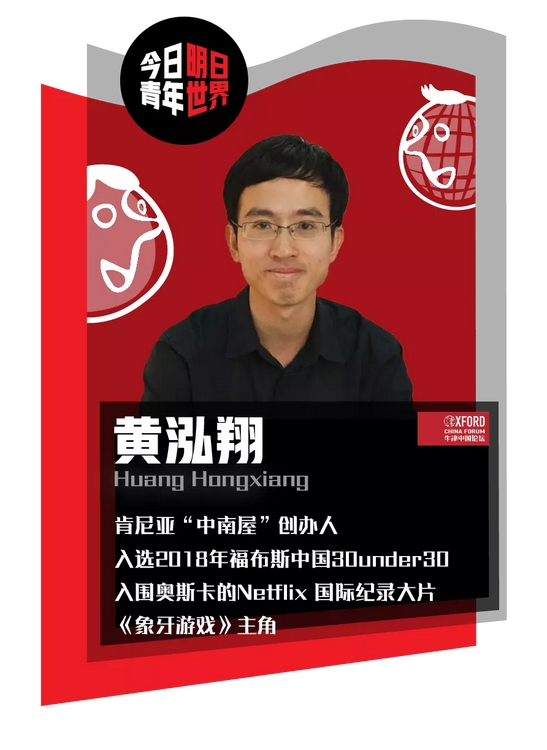 今日明日
青年世界
黄泓翔
Huang Hongxiang
OXFORD
CHINA FORUM
牛津中国论坛
肯尼亚“中南屋”创办人
入选2018年福布斯中国30under30
入围奥斯卡的Netflix 国际纪录大片
《象牙游戏》主角